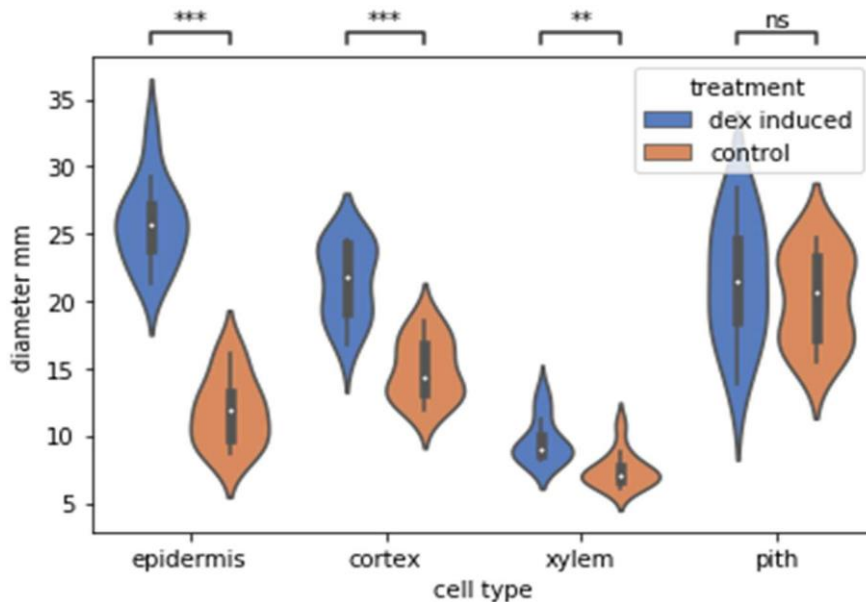 *** *** ** ns
treatment
dex induced
control
35
30
25
20
15
10
5
diameter mm
epidermis cortex xylem pith
cell type